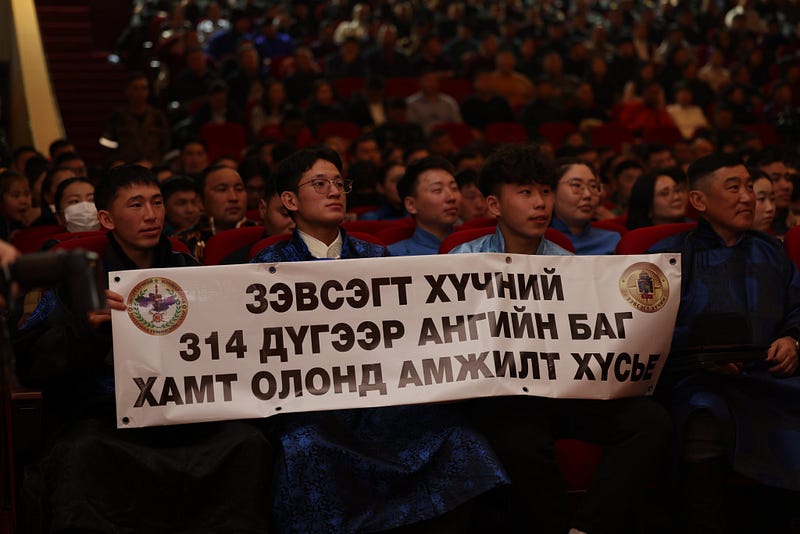 ЗЭВСЭГТ ХҮЧНИЙ
314 ДҮГЭЭР АНГИЙН БАГ
ХАМТ ОЛОНД АМЖИЛТ ХҮСЬЕ